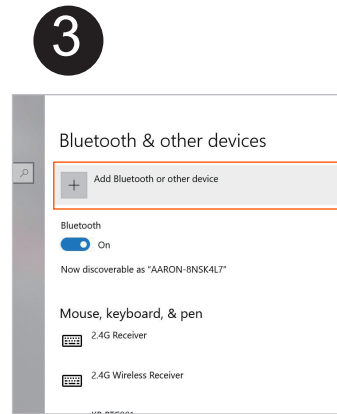 3
Bluetooth & other devices
Add Bluetooth or other device
Bluetooth
On
Now discoverable as "AARON-8NSK4L7"
Mouse, keyboard, & pen
2.4G Receiver
2.4G Wireless Receiver